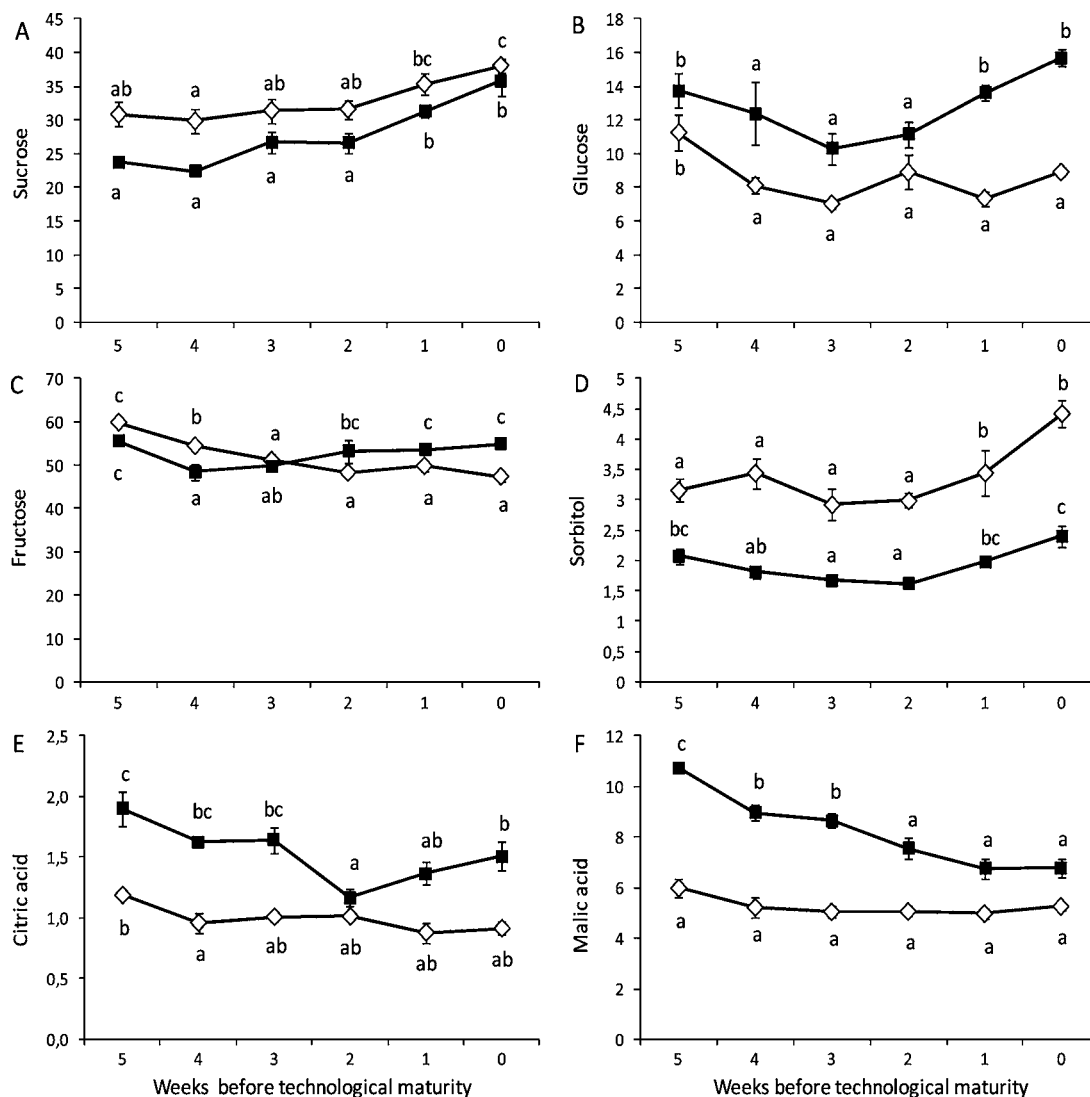 A
Sucrose
45
40
35
30
25
20
15
10
5
0
ab a ab ab bc c
a a a a b b
5 4 3 2 1 0
B
Glucose
18
16
14
12
10
8
6
4
2
0
b a a a b b
b a a a a a
5 4 3 2 1 0
C
Fructose
70
60
50
40
30
20
10
0
c b a bc c c
c a ab a a a
5 4 3 2 1 0
D
Sorbitol
5
4,5
4
3,5
3
2,5
2
1,5
1
0,5
0
a a a a b b
bc ab a a bc c
5 4 3 2 1 0
E
Citric acid
2,5
2,0
1,5
1,0
0,5
0,0
c bc bc a ab b
b a ab ab ab ab
5 4 3 2 1 0
Weeks before technological maturity
F
Malic acid
12
10
8
6
4
2
0
c b b a a a
a a a a a a
5 4 3 2 1 0
Weeks before technological maturity